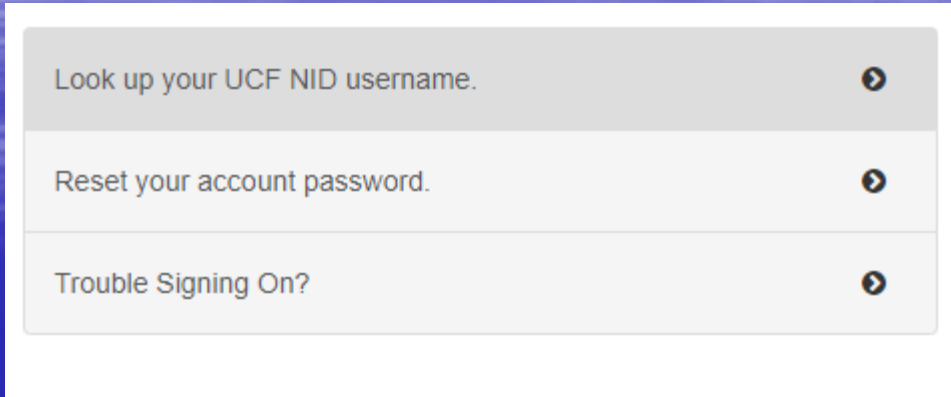 Look up your UCF NID username.
Reset your account password.
Trouble Signing On?